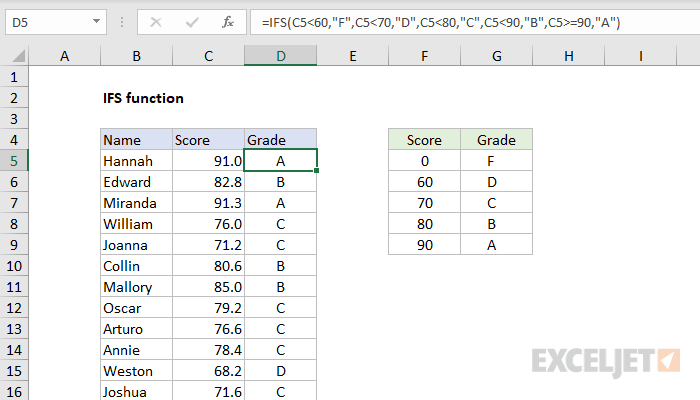 D5 fx =IFS(C5<60,"F",C5<70,"D",C5<80,"C",C5<90,"B",C5>=90,"A")
A B C D E F G H I
1
2 IFS function
3
4 Name Score Grade Score Grade
5 Hannah 91.0 A 0 F
6 Edward 82.8 B 60 D
7 Miranda 91.3 A 70 C
8 William 76.0 C 80 B
9 Joanna 71.2 C 90 A
10 Collin 80.6 B
11 Mallory 85.0 B
12 Oscar 79.2 C
13 Arturo 76.6 C
14 Annie 78.4 C
15 Weston 68.2 D
16 Joshua 71.6 C
EXCELJET